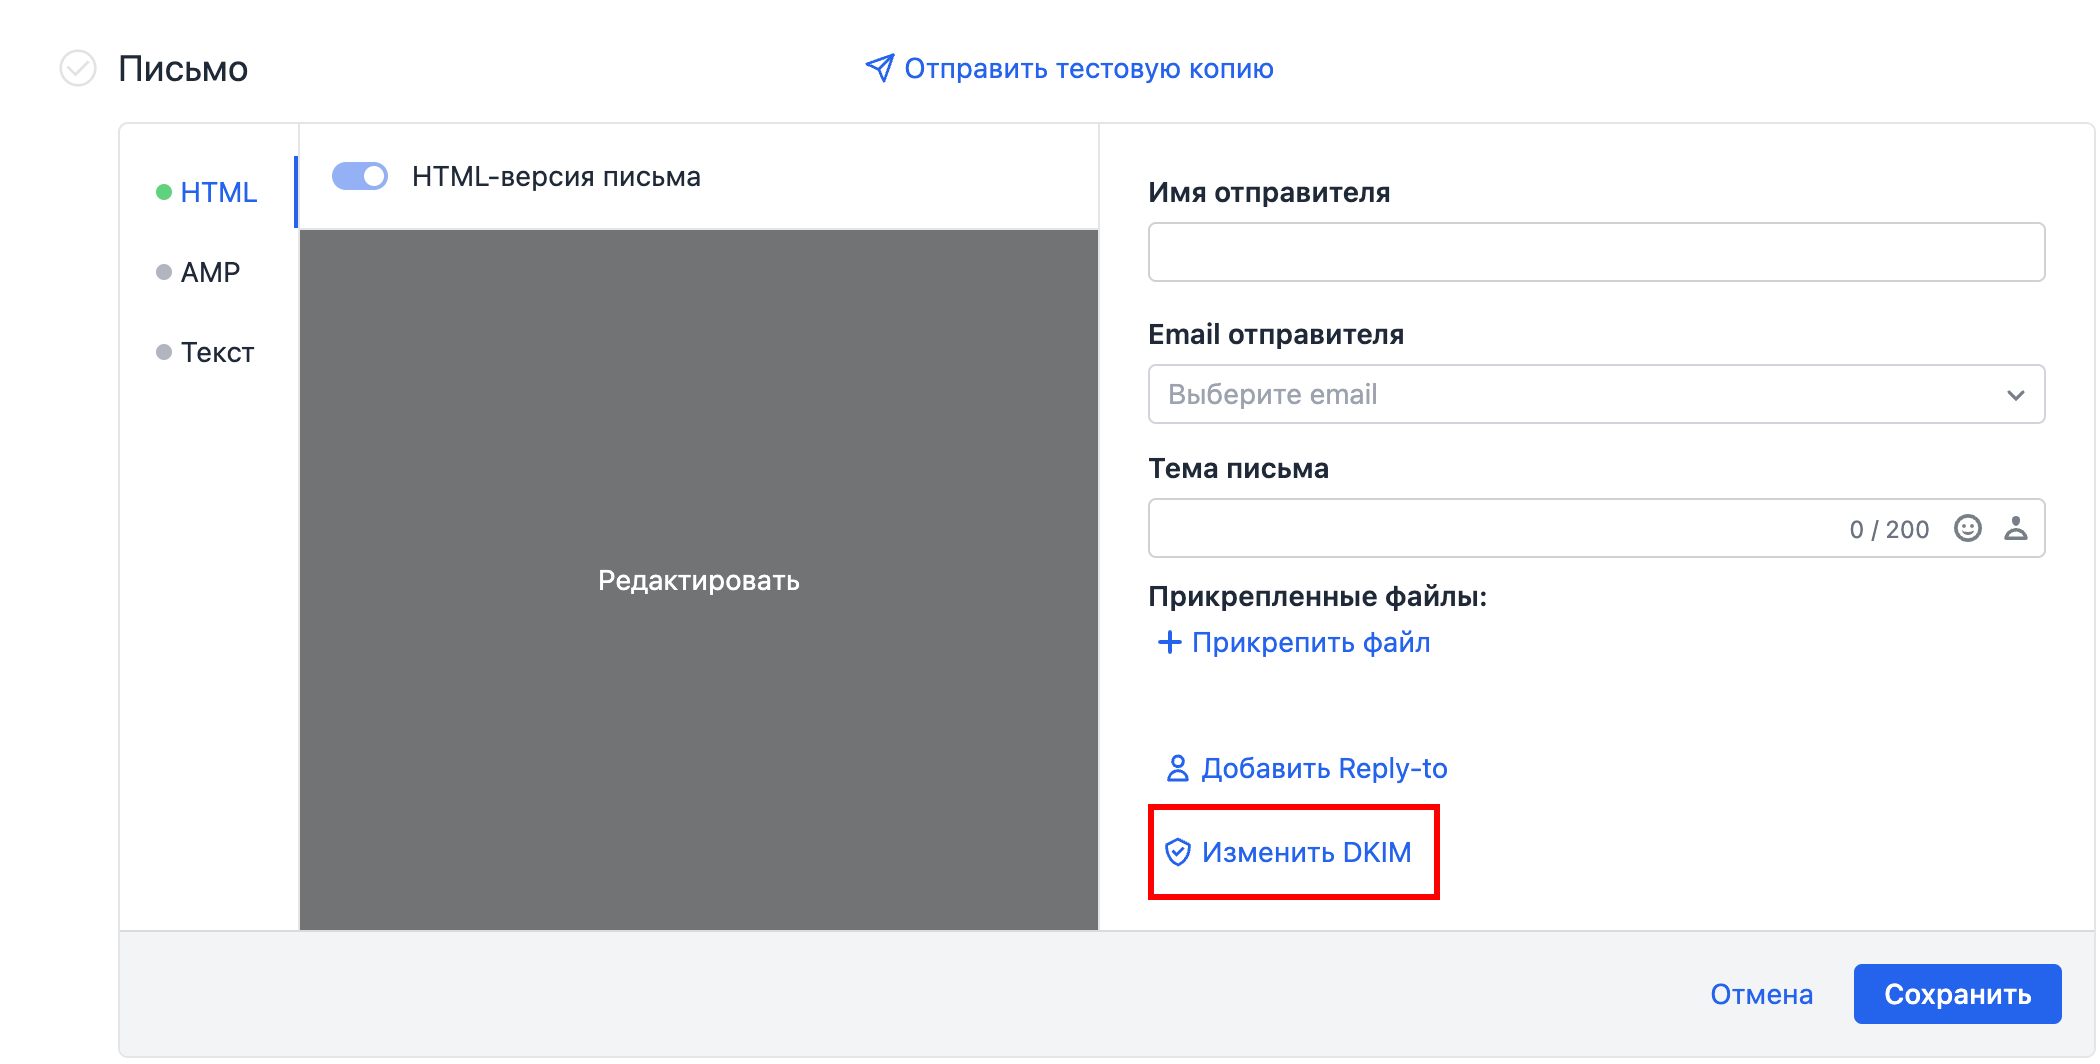 Письмо
Отправить тестовую копию
HTML
AMP
Текст
HTML-версия письма
Редактировать
Имя отправителя
Email отправителя
Выберите email
Тема письма
0 / 200
Прикрепленные файлы:
Прикрепить файл
Добавить Reply-to
Изменить DKIM
Отмена
Сохранить